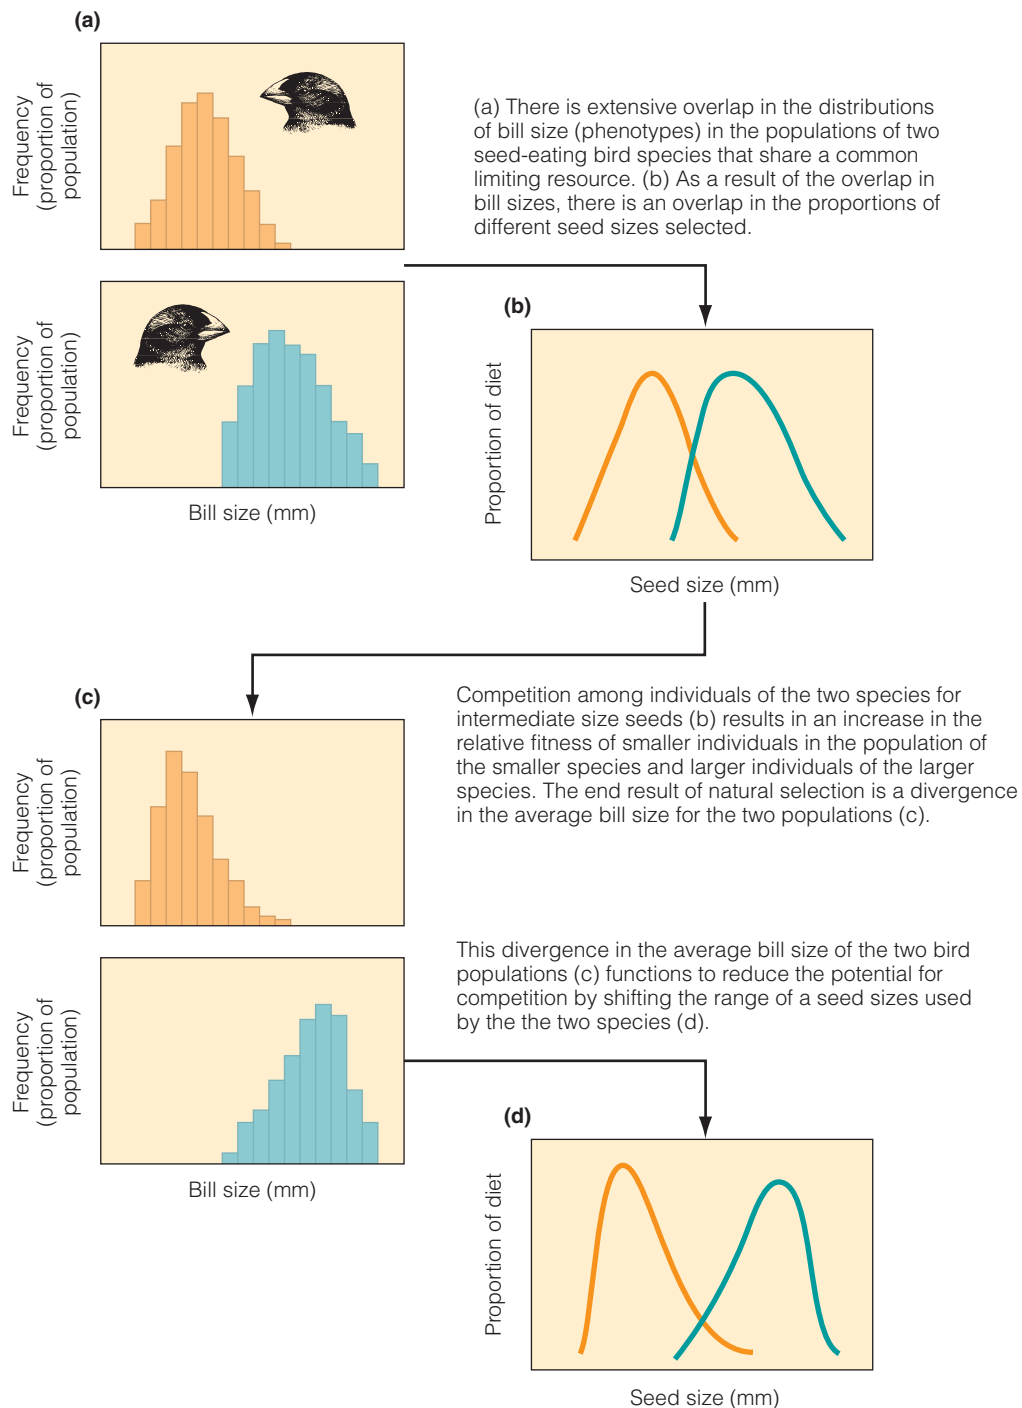 (a)
Frequency
(proportion of
population)
(a) There is extensive overlap in the distributions
of bill size (phenotypes) in the populations of two
seed-eating bird species that share a common
limiting resource. (b) As a result of the overlap in
bill sizes, there is an overlap in the proportions of
different seed sizes selected.
Frequency
(proportion of
population)
Bill size (mm)
(b)
Proportion of diet
Seed size (mm)
(c)
Frequency
(proportion of
population)
Competition among individuals of the two species for
intermediate size seeds (b) results in an increase in the
relative fitness of smaller individuals in the population of
the smaller species and larger individuals of the larger
species. The end result of natural selection is a divergence
in the average bill size for the two populations (c).
Frequency
(proportion of
population)
Bill size (mm)
This divergence in the average bill size of the two bird
populations (c) functions to reduce the potential for
competition by shifting the range of a seed sizes used
by the the two species (d).
(d)
Proportion of diet
Seed size (mm)